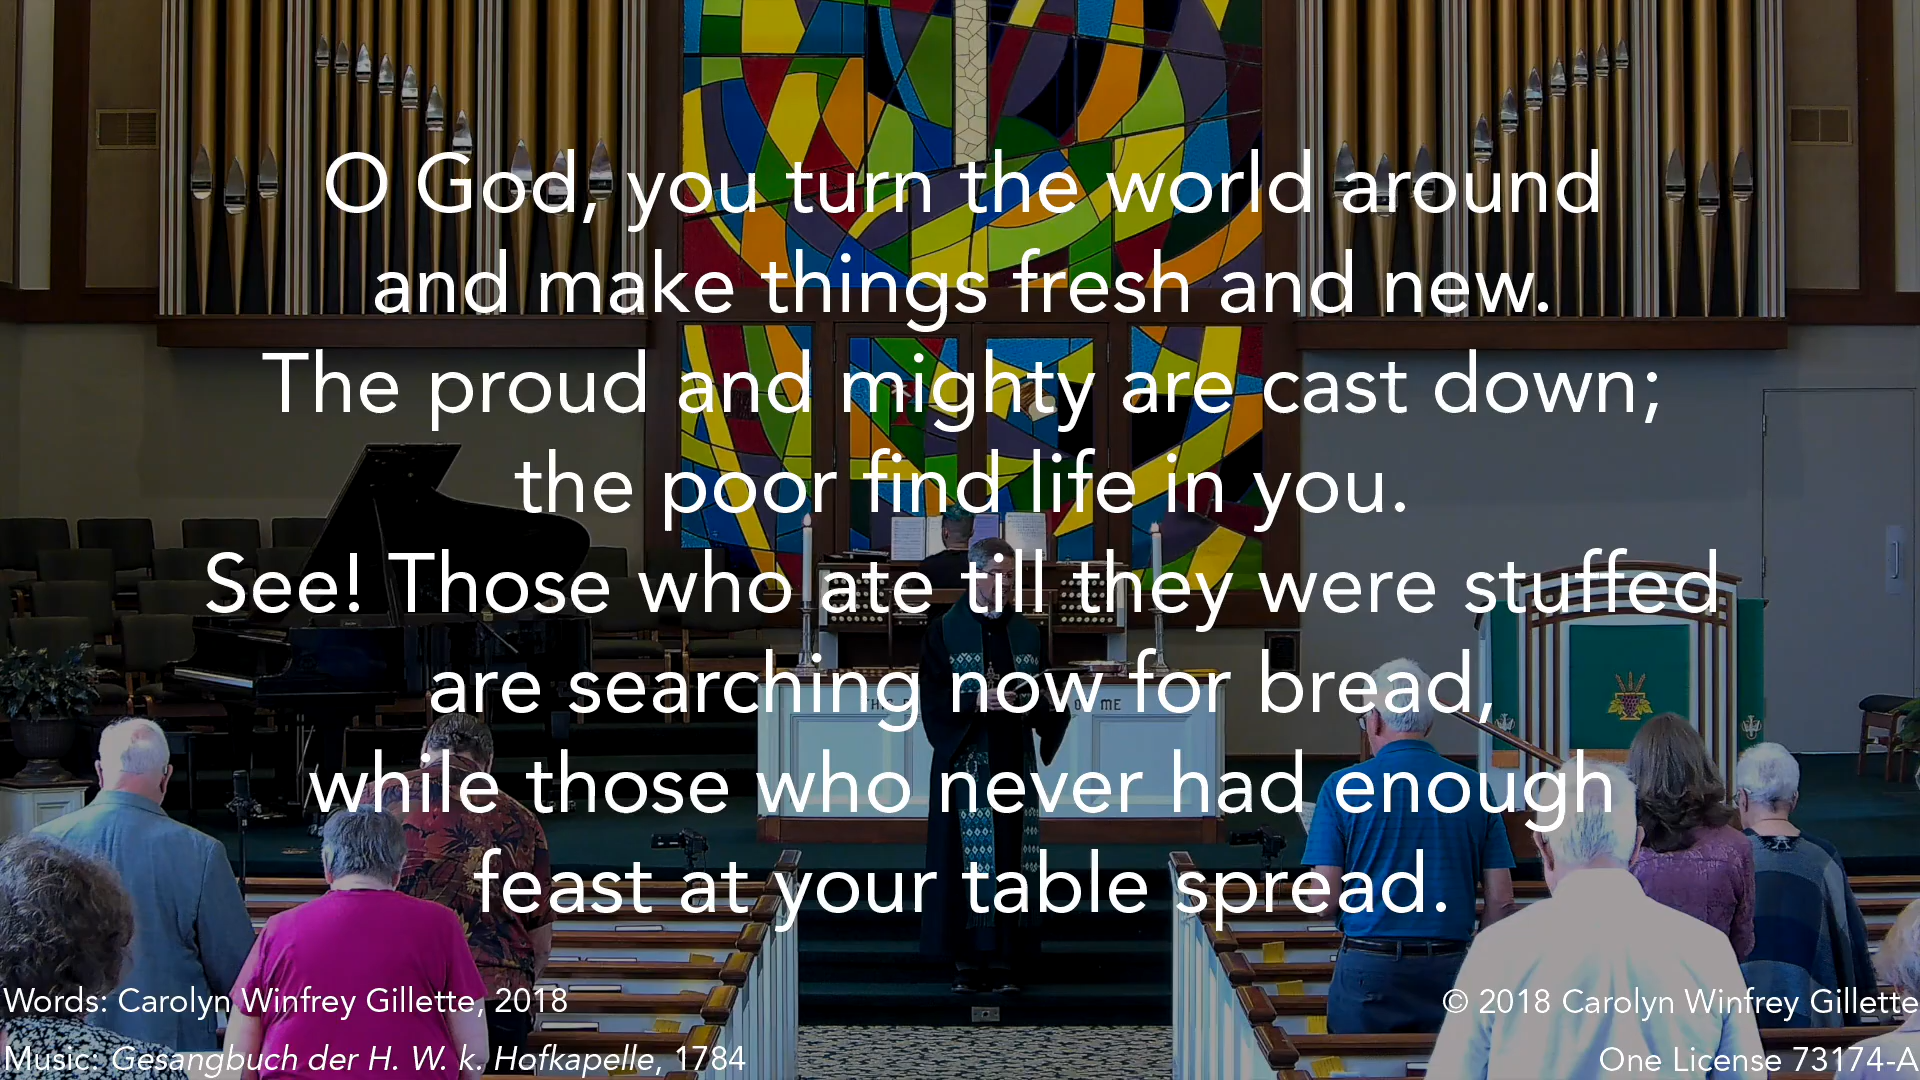 O God, you turn the world around
and make things fresh and new.
The proud and mighty are cast down;
the poor find life in you.
See! Those who ate till they were stuffed
are searching now for bread,
while those who never had enough
feast at your table spread.
Words: Carolyn Winfrey Gillette, 2018
Music: Gesangbuch der H. W. k. Hofkapelle, 1784
© 2018 Carolyn Winfrey Gillette
One License 73174-A
ME